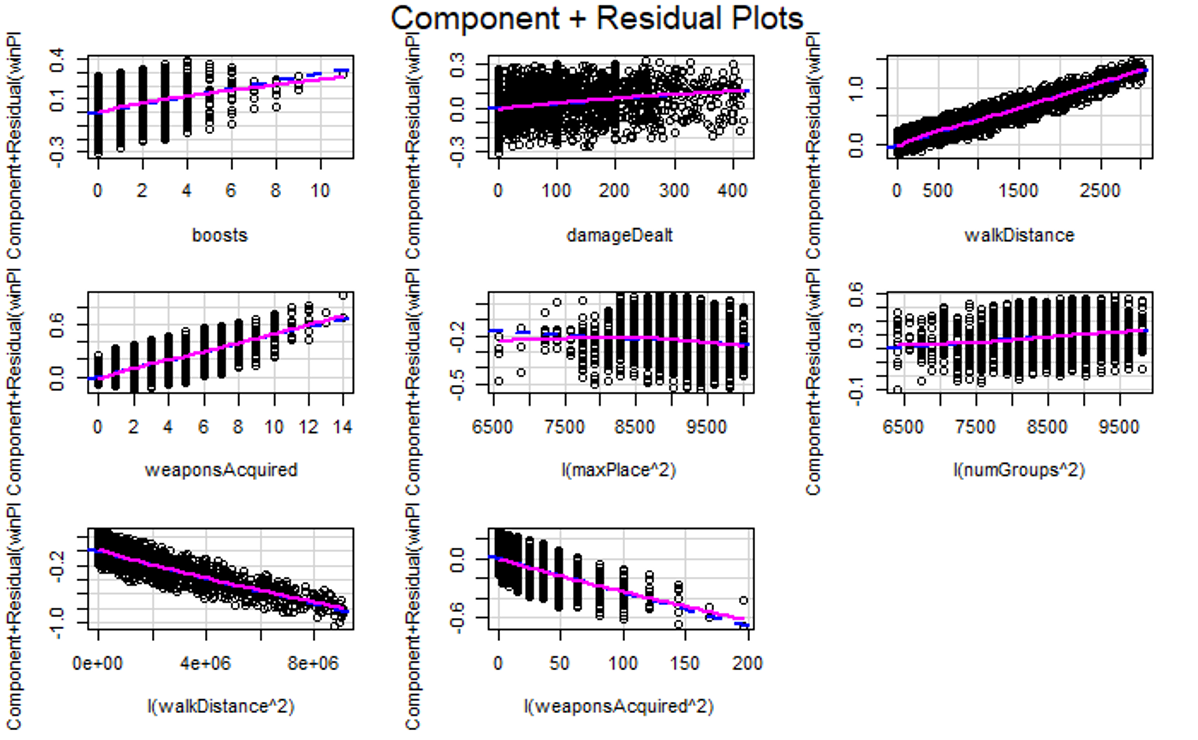 Component + Residual Plots
Component+Residual(winPl
0.4
0.1
-0.3
0 2 4 6 8 10
boosts
Component+Residual(winPl
0.3
0.0
-0.3
0 100 200 300 400
damageDealt
Component+Residual(winPl
1.0
0.0
0 500 1500 2500
walkDistance
Component+Residual(winPl
0.6
0.0
0 2 4 6 8 10 12 14
weaponsAcquired
Component+Residual(winPl
-0.2
-0.5
6500 7500 8500 9500
I(maxPlace^2)
Component+Residual(winPl
0.6
0.3
-0.1
6500 7500 8500 9500
I(numGroups^2)
Component+Residual(winPl
-0.2
-1.0
0e+00 4e+06 8e+06
I(walkDistance^2)
Component+Residual(winPl
0.0
-0.6
0 50 100 150 200
I(weaponsAcquired^2)